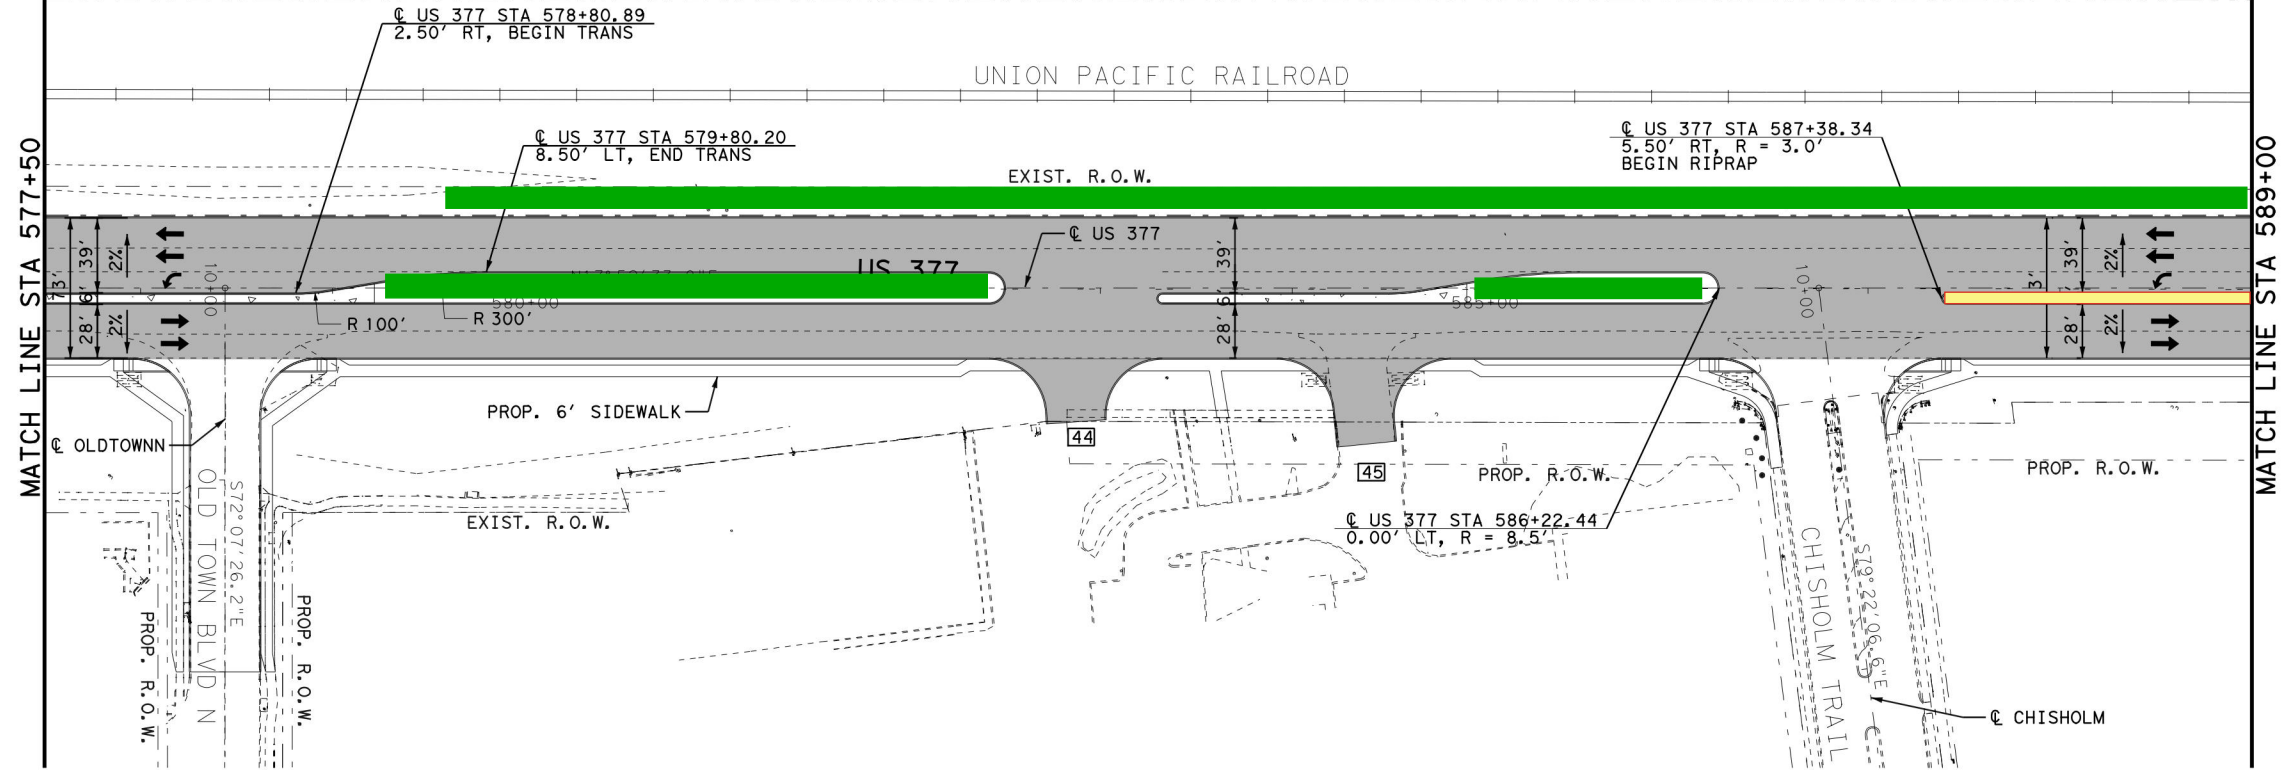 ℄ US 377 STA 578+80.89
2.50' RT, BEGIN TRANS
UNION PACIFIC RAILROAD
℄ US 377 STA 579+80.20
8.50' LT, END TRANS
℄ US 377 STA 587+38.34
5.50' RT, R = 3.0'
BEGIN RIPRAP
EXIST. R.O.W.
MATCH LINE STA 577+50
MATCH LINE STA 589+00
73'
39'
6'
28'
2%
2%
10+00
US 377
℄ US 377
580+00
R 100'
R 300'
39'
6'
28'
585+00
10+00
3'
39'
28'
2%
2%
PROP. 6' SIDEWALK
℄ OLDTOWNN
44
45
PROP. R.O.W.
PROP. R.O.W.
EXIST. R.O.W.
℄ US 377 STA 586+22.44
0.00' LT, R = 8.5'
OLD TOWN BLVD N
S72°07'26.2"E
PROP. R.O.W.
PROP. R.O.W.
CHISHOLM TRAIL
S79°22'06.6"E
℄ CHISHOLM